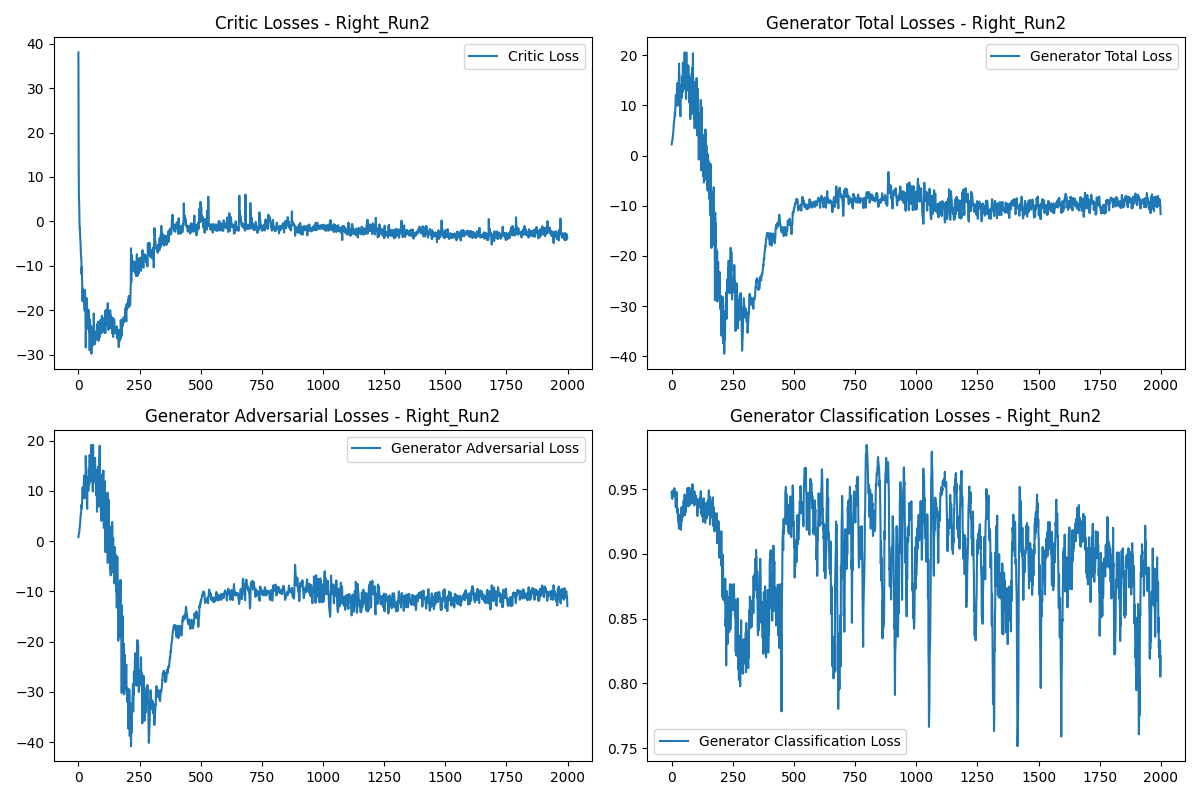 Critic Losses - Right_Run2
40
30
20
10
0
−10
−20
−30
0 250 500 750 1000 1250 1500 1750 2000
Critic Loss
Generator Total Losses - Right_Run2
20
10
0
−10
−20
−30
−40
0 250 500 750 1000 1250 1500 1750 2000
Generator Total Loss
Generator Adversarial Losses - Right_Run2
20
10
0
−10
−20
−30
−40
0 250 500 750 1000 1250 1500 1750 2000
Generator Adversarial Loss
Generator Classification Losses - Right_Run2
0.95
0.90
0.85
0.80
0.75
0 250 500 750 1000 1250 1500 1750 2000
Generator Classification Loss